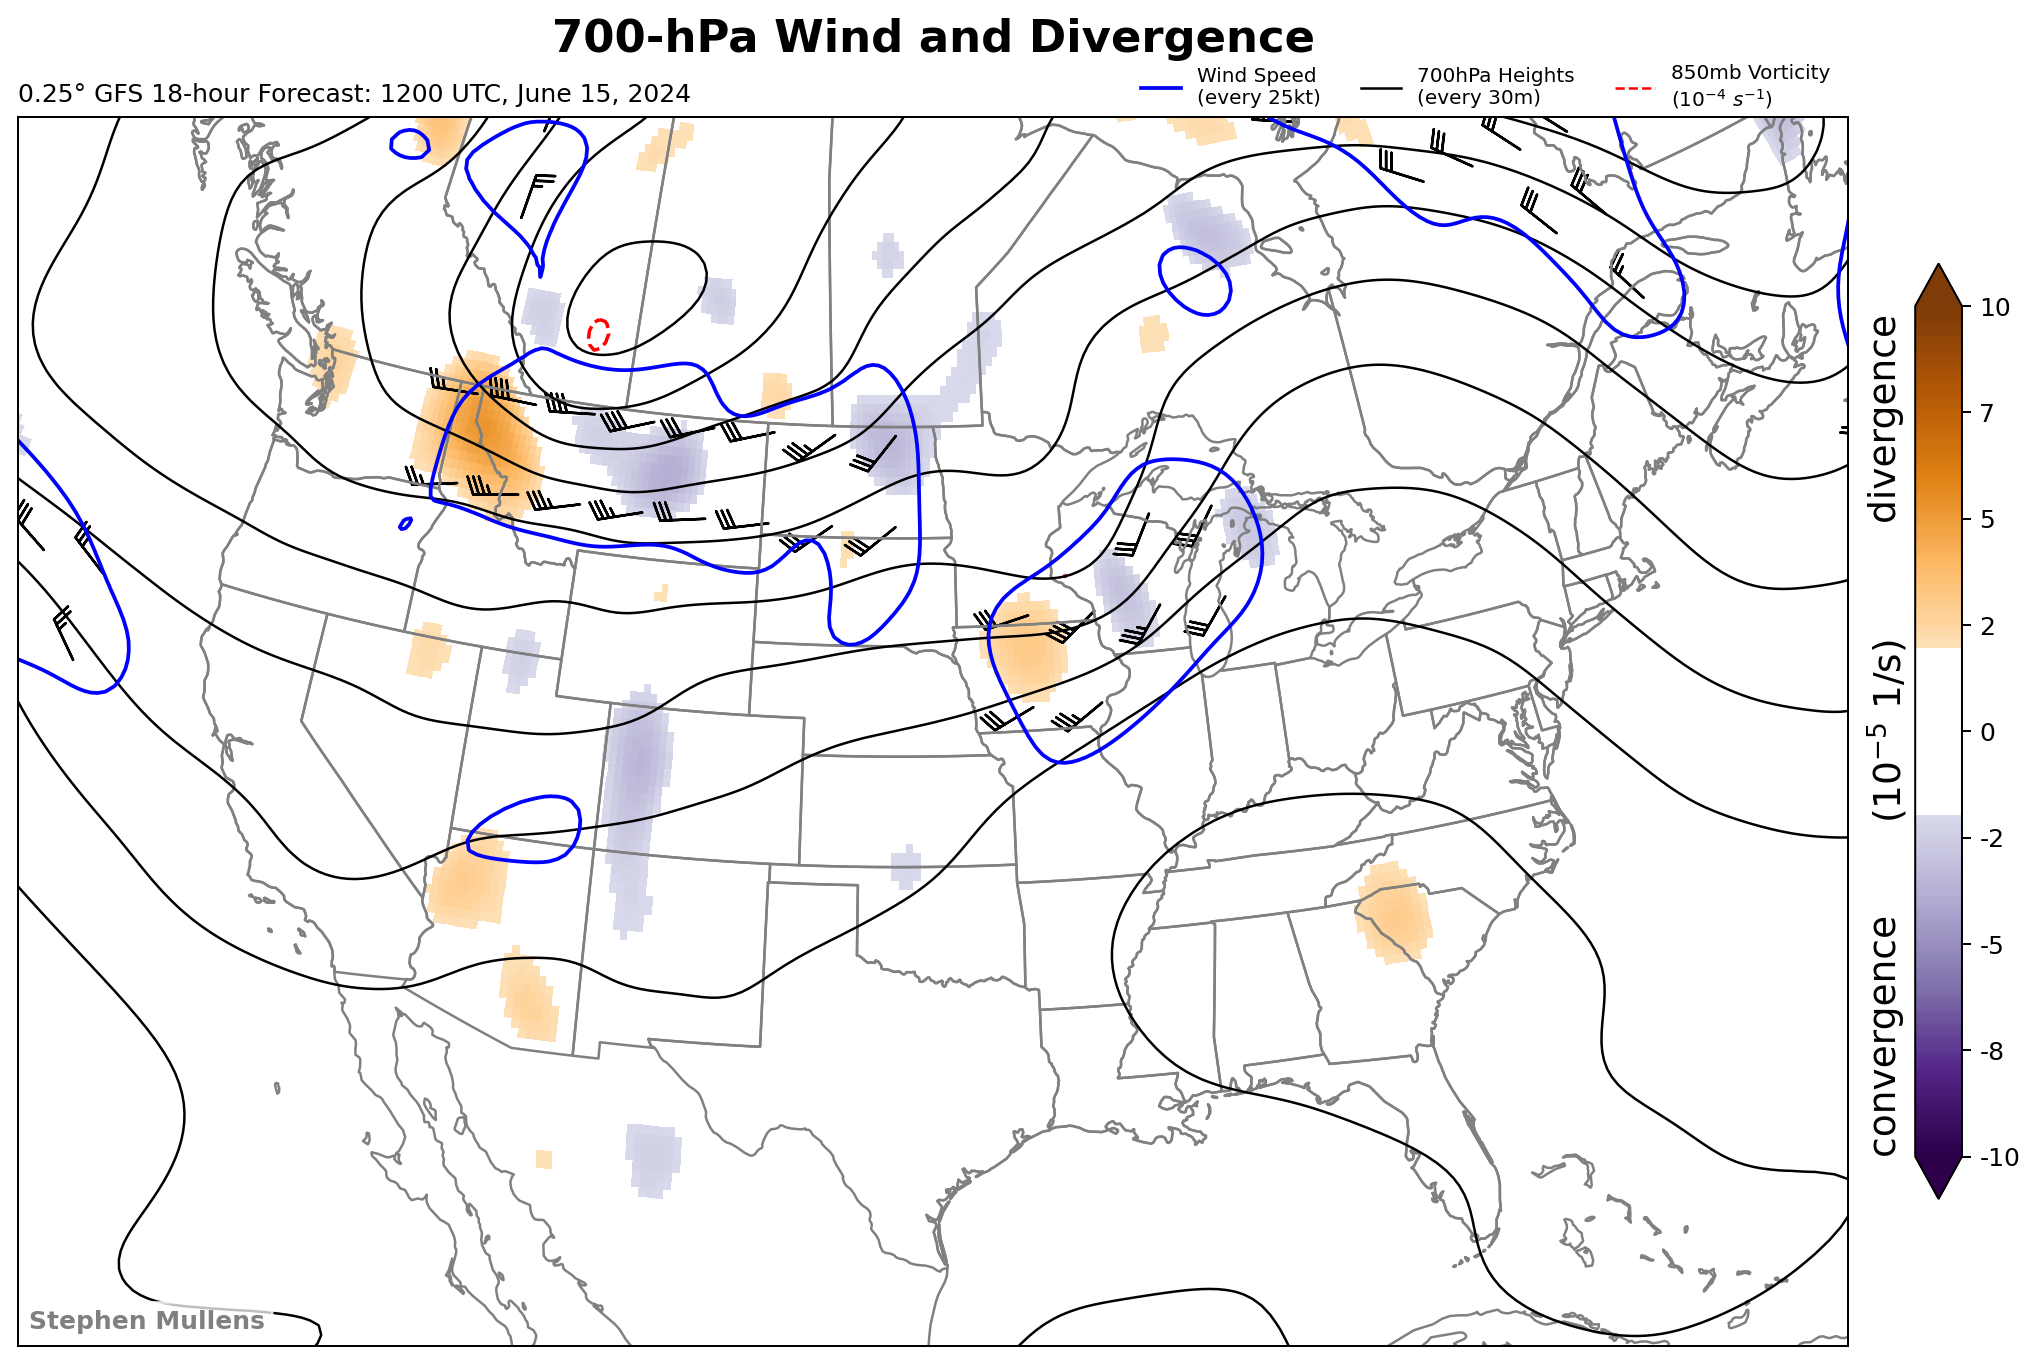 700-hPa Wind and Divergence
0.25° GFS 18-hour Forecast: 1200 UTC, June 15, 2024
Wind Speed
(every 25kt)
700hPa Heights
(every 30m)
850mb Vorticity
(10⁻⁴ s⁻¹)
10
7
5
2
0
-2
-5
-8
-10
convergence (10⁻⁵ 1/s) divergence
Stephen Mullens